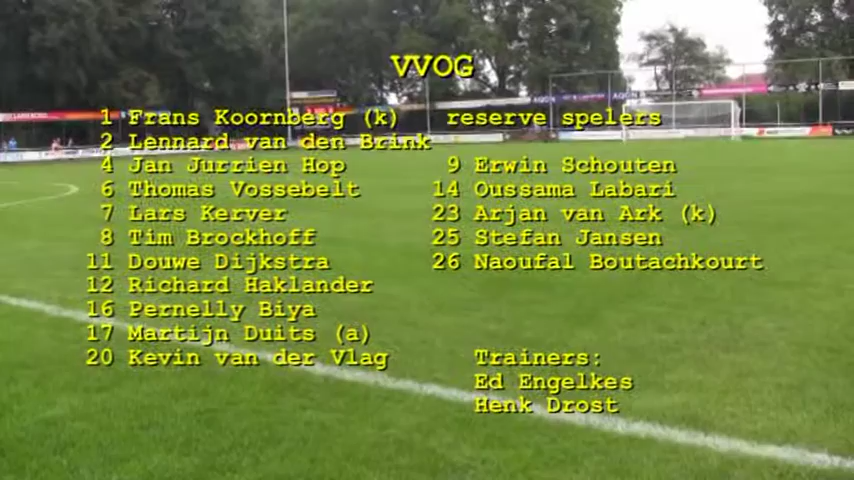 VVOG
1 Frans Koornberg (k)
2 Lennard van den Brink
4 Jan Jurrien Hop
6 Thomas Vossebelt
7 Lars Kerver
8 Tim Brockhoff
11 Douwe Dijkstra
12 Richard Haklander
16 Pernelly Biya
17 Martijn Duits (a)
20 Kevin van der Vlag
reserve spelers
9 Erwin Schouten
14 Oussama Labari
23 Arjan van Ark (k)
25 Stefan Jansen
26 Naoufal Boutachkourt
Trainers:
Ed Engelkes
Henk Drost